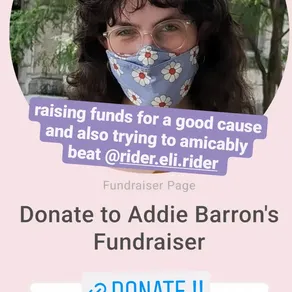 raising funds for a good cause
and also trying to amicably
beat @rider.eli.rider
Fundraiser Page
Donate to Addie Barron's
Fundraiser
DONATE !!